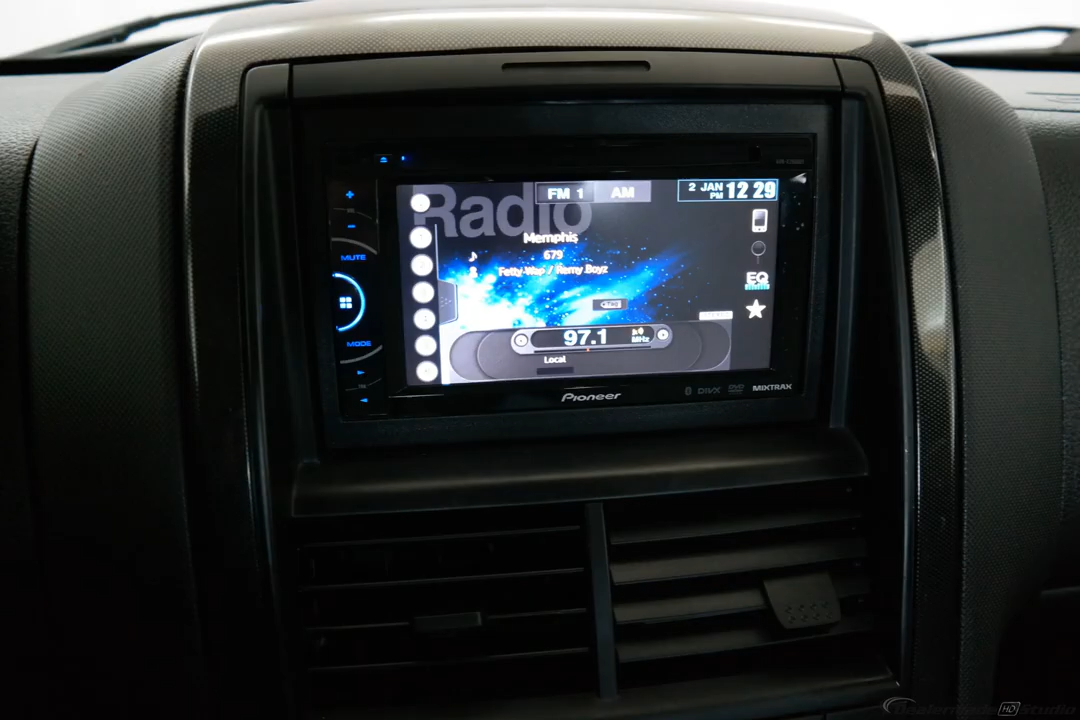 MUTE
MODE
Radio
FM 1 AM
2 JAN PM 12 29
Memphis
679
Fetty Wap / Remy Boyz
EQ
97.1 MHz
Local
Pioneer
DIVX DVD MIXTRAX